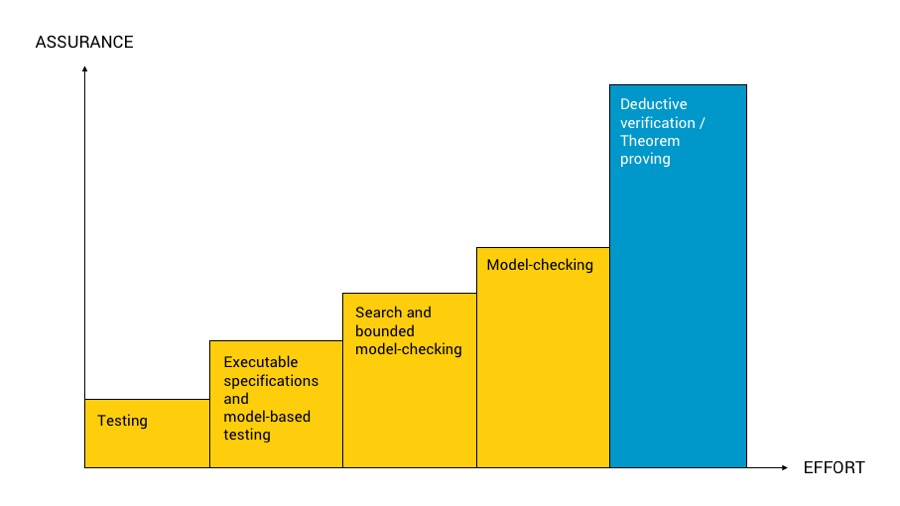 ASSURANCE
Deductive
verification /
Theorem
proving
Model-checking
Search and
bounded
model-checking
Executable
specifications
and
model-based
testing
Testing
EFFORT